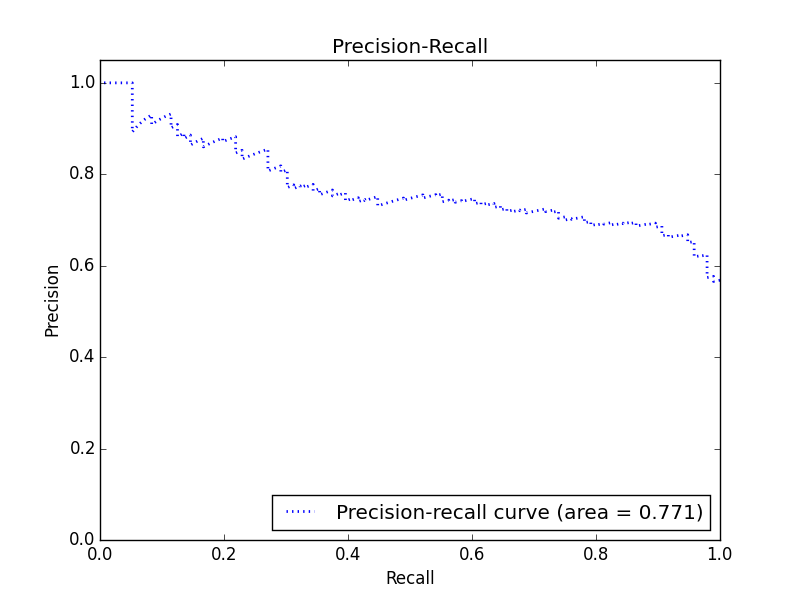 Precision-Recall
1.0
0.8
0.6
0.4
0.2
0.0
Precision
Precision-recall curve (area = 0.771)
0.0 0.2 0.4 0.6 0.8 1.0
Recall